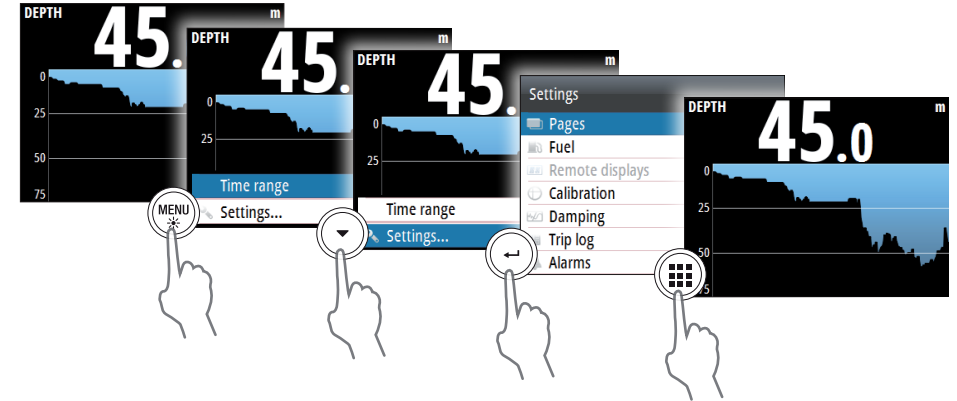 DEPTH m
45.
0
25
50
75
MENU
DEPTH m
45.
0
25
Time range
Settings...
DEPTH m
45.
0
25
Time range
Settings...
Settings
Pages
Fuel
Remote displays
Calibration
Damping
Trip log
Alarms
DEPTH m
45.0
0
25
50
5